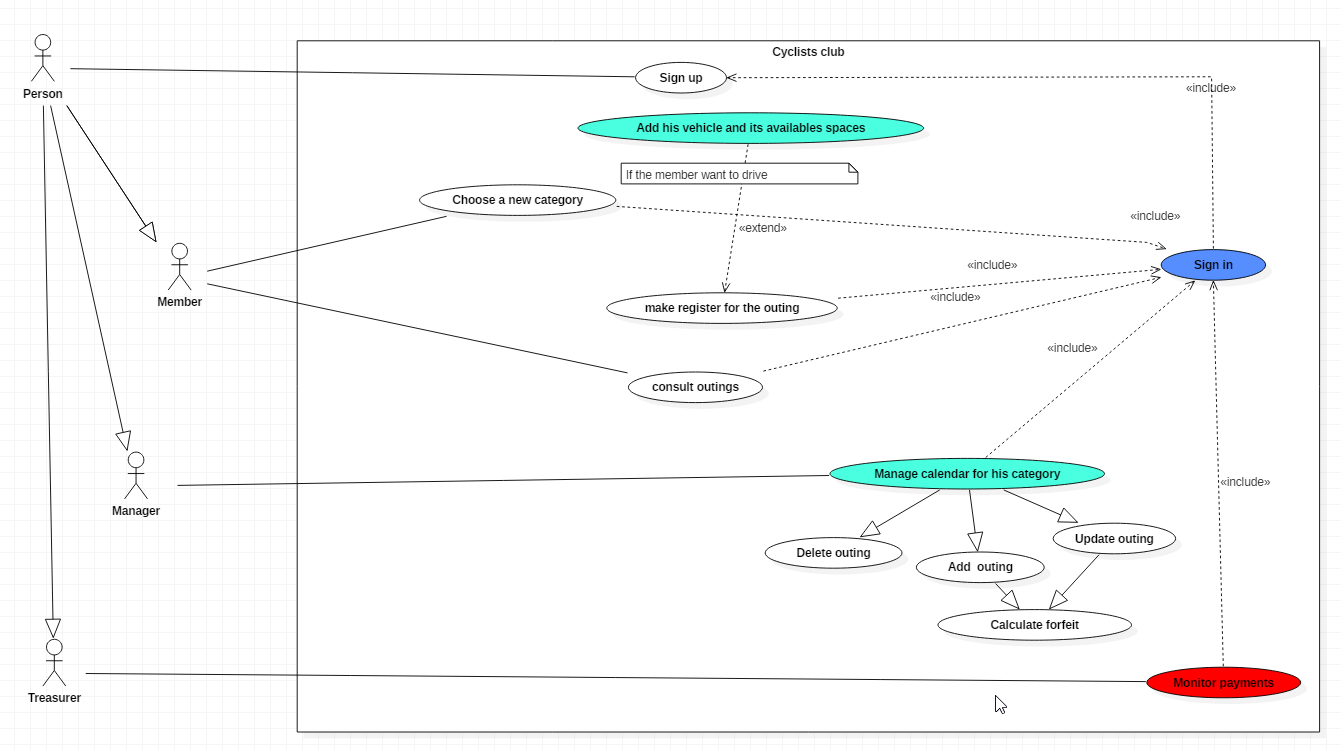 Cyclists club
Person
Sign up
«include»
Add his vehicle and its availables spaces
If the member want to drive
Choose a new category
«include»
«extend»
Member
Sign in
«include»
«include»
make register for the outing
«include»
consult outings
Manage calendar for his category
«include»
Manager
Delete outing
Add  outing
Update outing
Calculate forfeit
Treasurer
Monitor payments